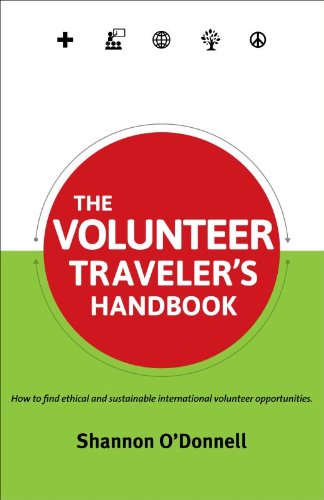 THE
VOLUNTEER
TRAVELER'S
HANDBOOK
How to find ethical and sustainable international volunteer opportunities.
Shannon O'Donnell